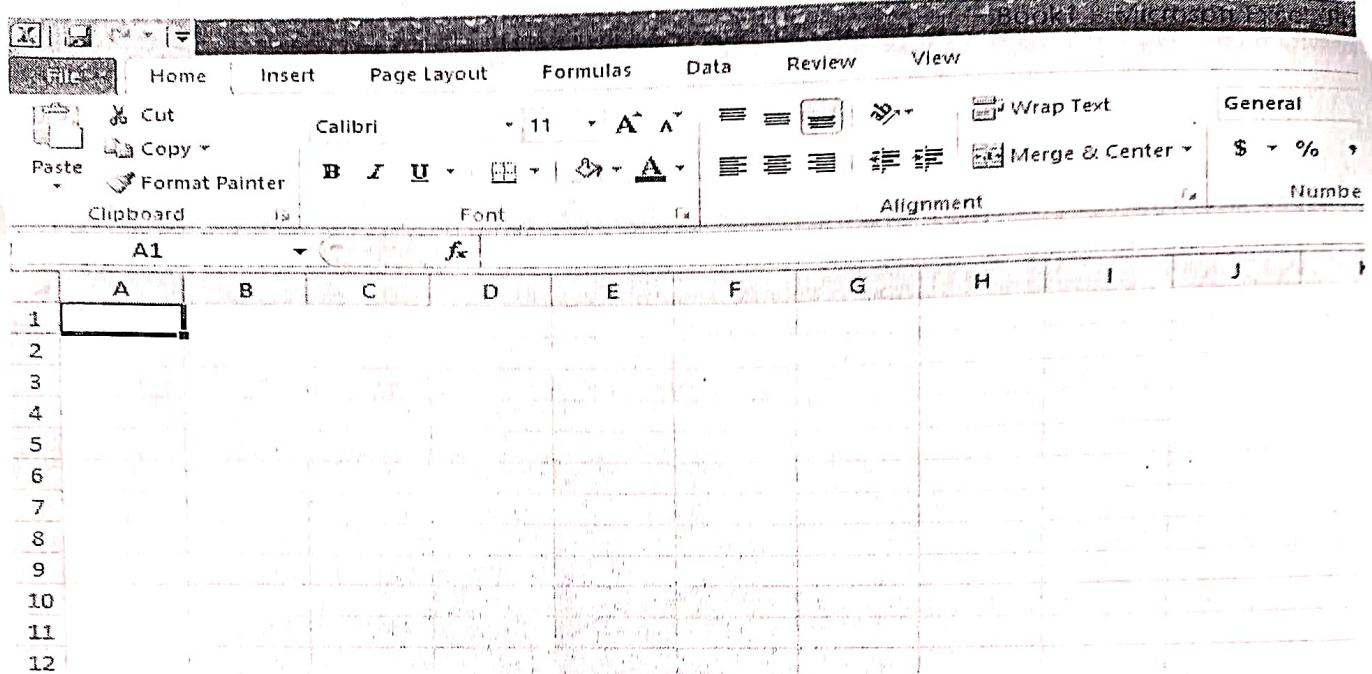 Book1 - Microsoft Excel
File Home Insert Page Layout Formulas Data Review View
Cut
Copy
Format Painter
Paste
Clipboard
Calibri 11
B I U A
Font
Wrap Text
Merge & Center
Alignment
General
$ % ,
Numbe
A1 fx
A B C D E F G H I J
1
2
3
4
5
6
7
8
9
10
11
12